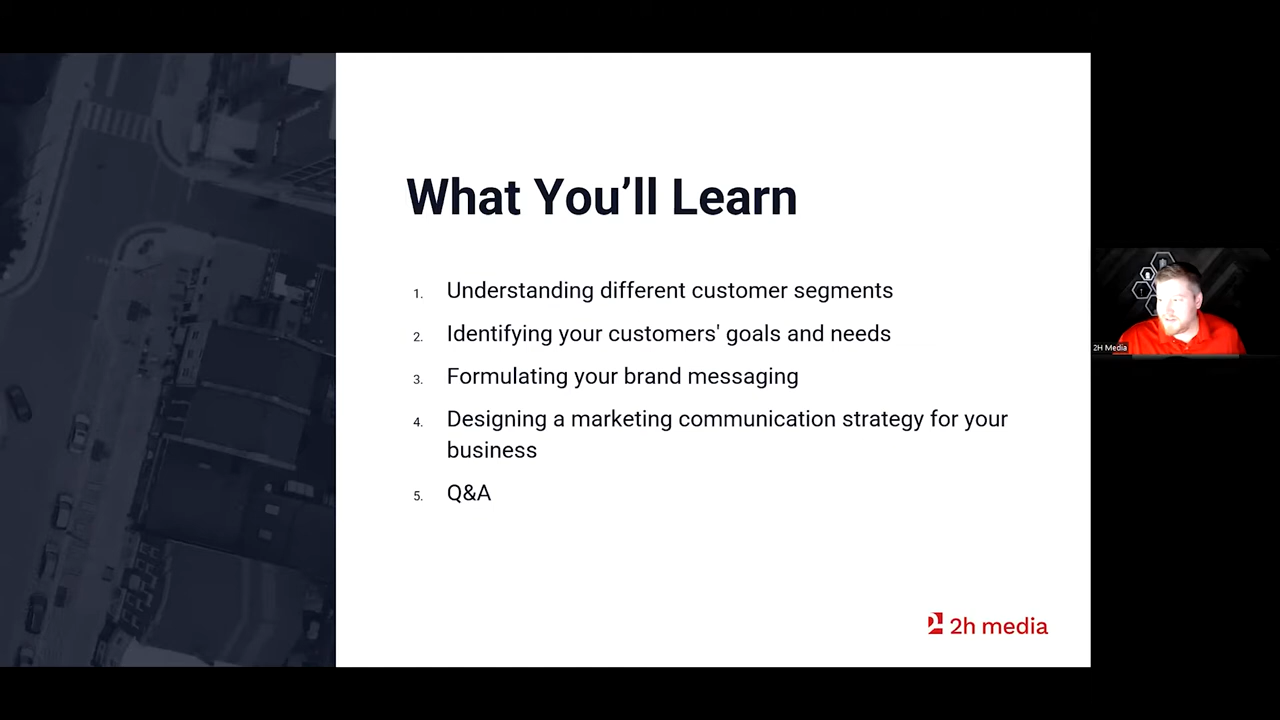 What You’ll Learn
1. Understanding different customer segments
2. Identifying your customers' goals and needs
3. Formulating your brand messaging
4. Designing a marketing communication strategy for your
business
5. Q&A
2h media
2H Media